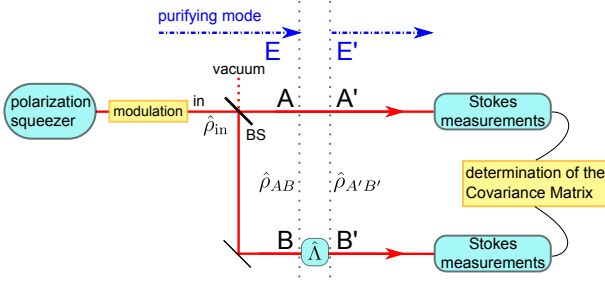 purifying mode
E E'
vacuum
polarization
squeezer
modulation
in
A A'
Stokes
measurements
ρ̂in
BS
ρ̂AB ρ̂A'B'
determination of the
Covariance Matrix
B Λ̂ B'
Stokes
measurements